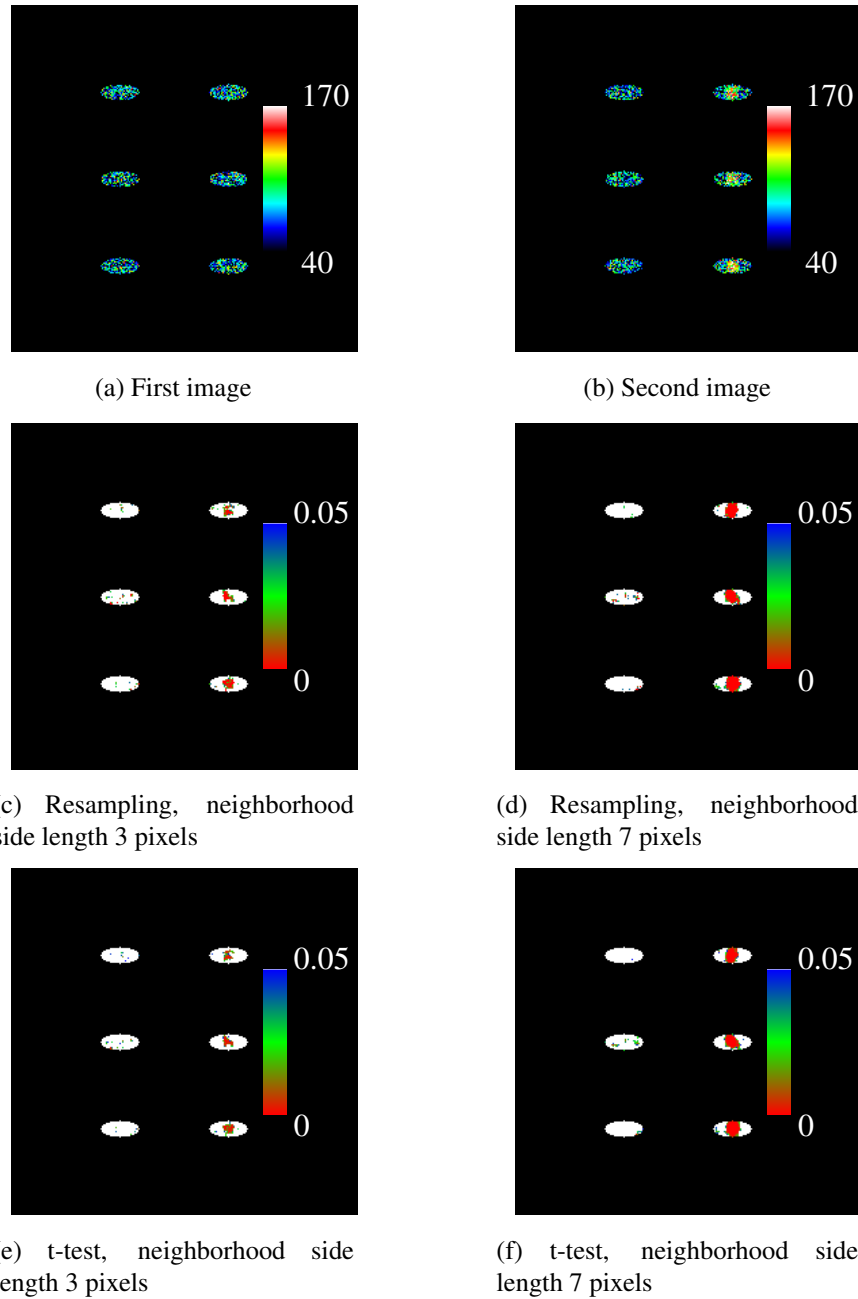 170
40
170
40
(a) First image
(b) Second image
0.05
0
0.05
0
(c) Resampling, neighborhood
side length 3 pixels
(d) Resampling, neighborhood
side length 7 pixels
0.05
0
0.05
0
(e) t-test, neighborhood side
length 3 pixels
(f) t-test, neighborhood side
length 7 pixels